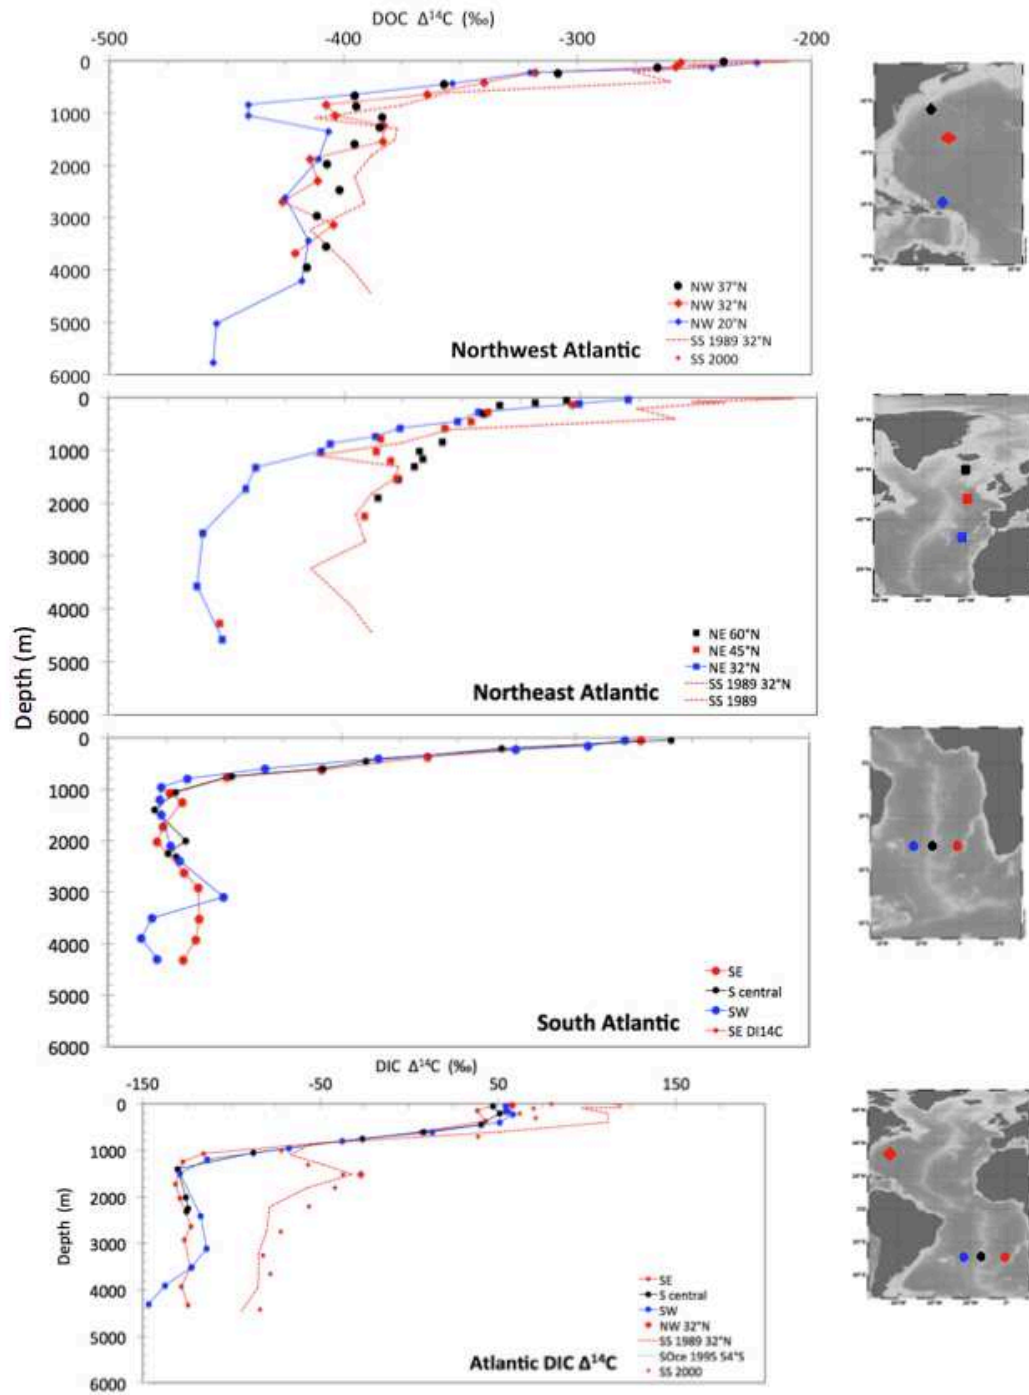 DOC Δ¹⁴C (‰)
-500 -400 -300 -200
0
1000
2000
3000
4000
5000
6000
NW 37°N
NW 32°N
NW 20°N
SS 1989 32°N
SS 2000
Northwest Atlantic
0
1000
2000
3000
4000
5000
6000
Depth (m)
NE 60°N
NE 45°N
NE 32°N
SS 1989 32°N
SS 1989
Northeast Atlantic
0
1000
2000
3000
4000
5000
6000
SE
S central
SW
SE DI14C
South Atlantic
DIC Δ¹⁴C (‰)
-150 -50 50 150
0
1000
2000
3000
4000
5000
6000
Depth (m)
SE
S central
SW
NW 32°N
SS 1989 32°N
SOce 1995 54°S
SS 2000
Atlantic DIC Δ¹⁴C